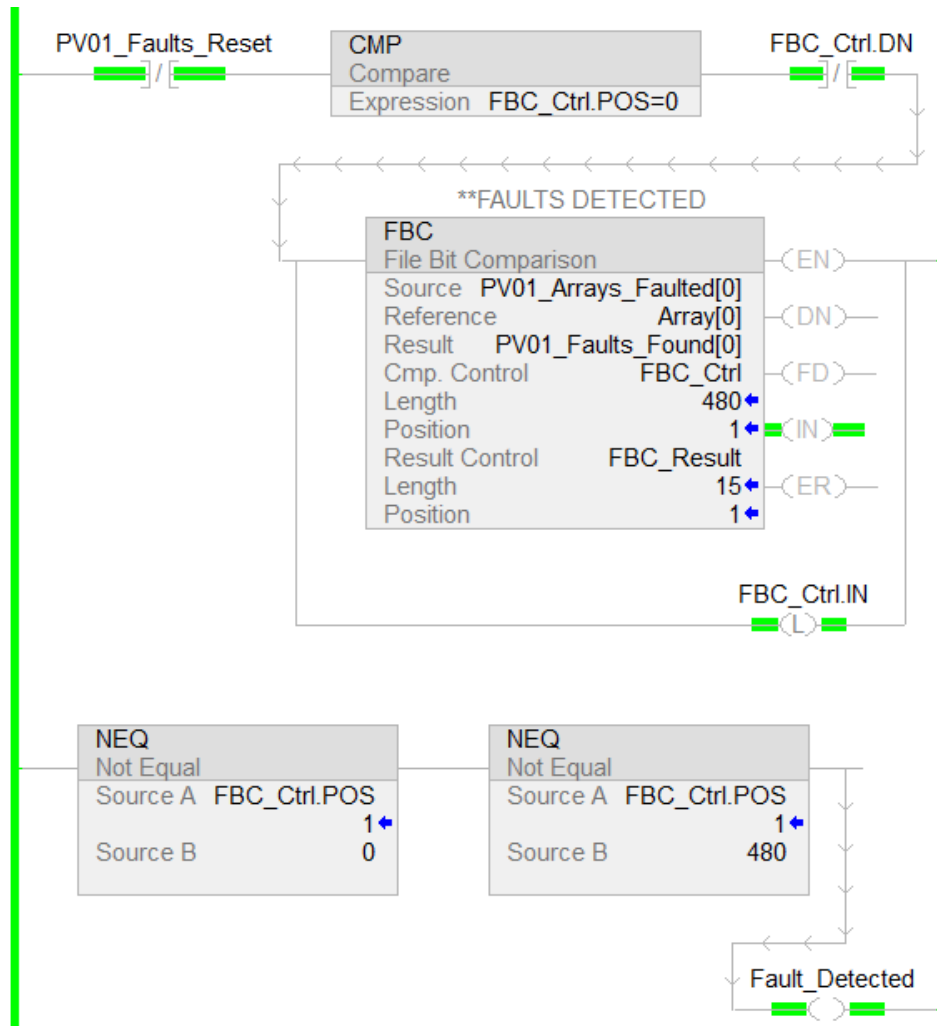 PV01_Faults_Reset
CMP
Compare
Expression FBC_Ctrl.POS=0
FBC_Ctrl.DN
**FAULTS DETECTED
FBC
File Bit Comparison
Source PV01_Arrays_Faulted[0]
Reference Array[0]
Result PV01_Faults_Found[0]
Cmp. Control FBC_Ctrl
Length 480
Position 1
Result Control FBC_Result
Length 15
Position 1
EN
DN
FD
IN
ER
FBC_Ctrl.IN
L
NEQ
Not Equal
Source A FBC_Ctrl.POS
1
Source B 0
NEQ
Not Equal
Source A FBC_Ctrl.POS
1
Source B 480
Fault_Detected